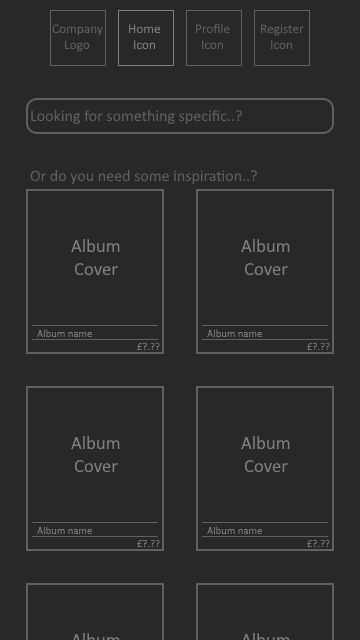 Company Home Profile Register
Logo Icon Icon Icon
Looking for something specific..?
Or do you need some inspiration..?
Album Album
Cover Cover
Album name Album name
£?.?? £?.??
Album Album
Cover Cover
Album name Album name
£?.?? £?.??
Album Album